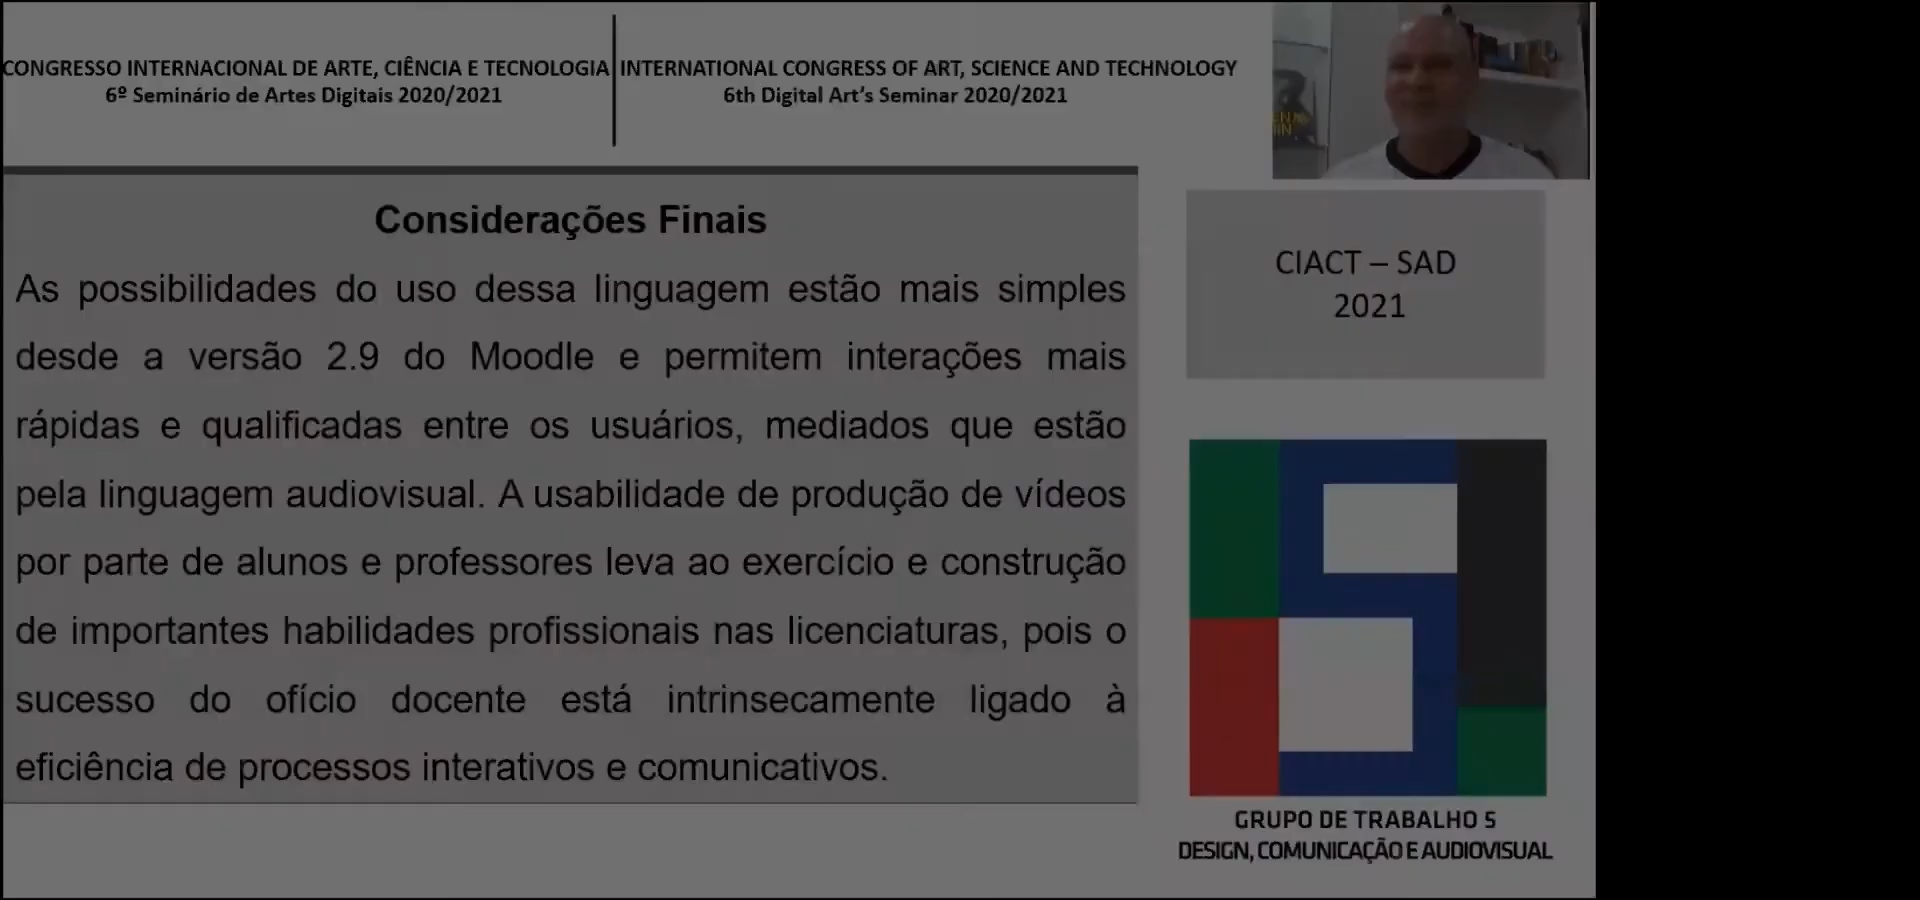 CONGRESSO INTERNACIONAL DE ARTE, CIÊNCIA E TECNOLOGIA
6º Seminário de Artes Digitais 2020/2021
INTERNATIONAL CONGRESS OF ART, SCIENCE AND TECHNOLOGY
6th Digital Art’s Seminar 2020/2021
Considerações Finais
As possibilidades do uso dessa linguagem estão mais simples
desde a versão 2.9 do Moodle e permitem interações mais
rápidas e qualificadas entre os usuários, mediados que estão
pela linguagem audiovisual. A usabilidade de produção de vídeos
por parte de alunos e professores leva ao exercício e construção
de importantes habilidades profissionais nas licenciaturas, pois o
sucesso do ofício docente está intrinsecamente ligado à
eficiência de processos interativos e comunicativos.
CIACT – SAD
2021
GRUPO DE TRABALHO 5
DESIGN, COMUNICAÇÃO E AUDIOVISUAL